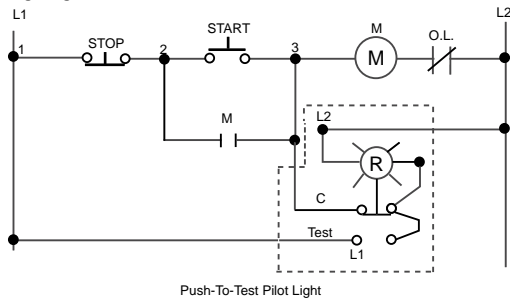 L1
L2
1
STOP
2
START
3
M
M
O.L.
M
L2
R
C
Test
L1
Push-To-Test Pilot Light